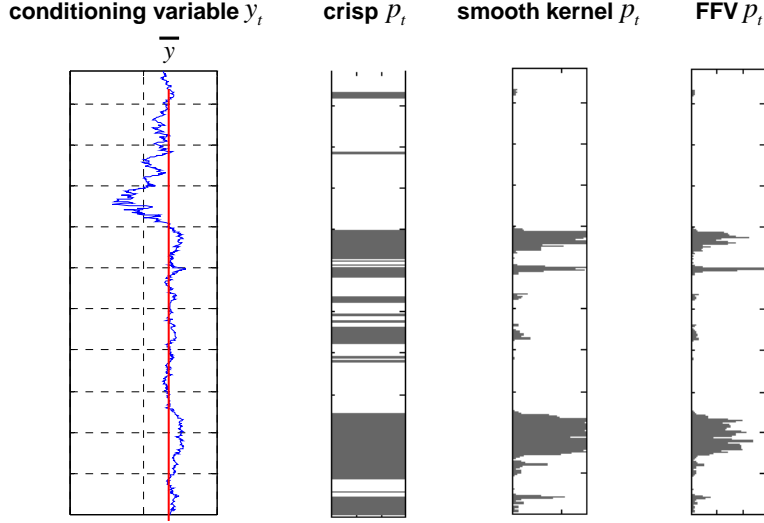 conditioning variable y_t
crisp p_t
smooth kernel p_t
FFV p_t
y̅